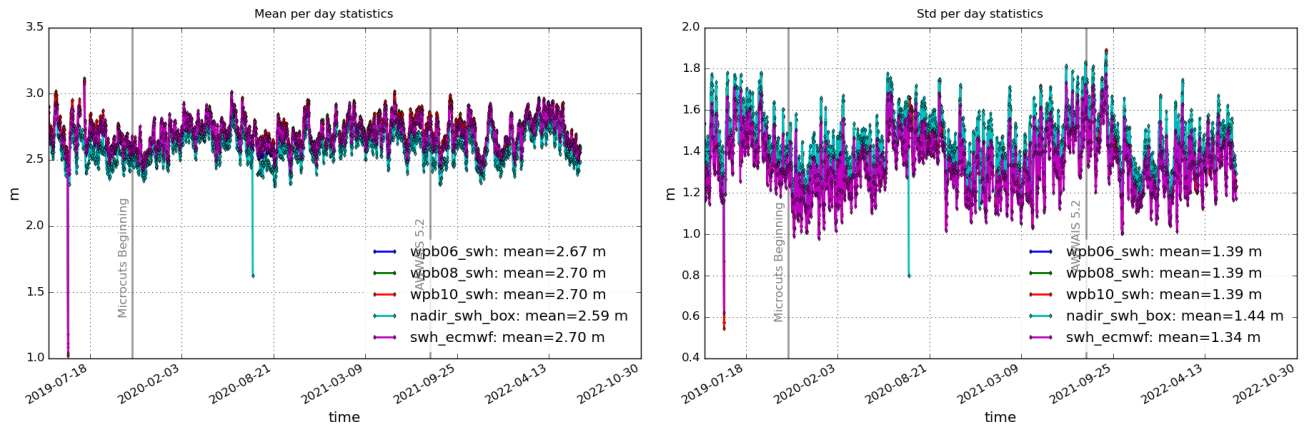 Mean per day statistics
3.5
3.0
2.5
2.0
1.5
1.0
m
Microcuts Beginning
wpb06_swh: mean=2.67 m
wpb08_swh: mean=2.70 m
wpb10_swh: mean=2.70 m
nadir_swh_box: mean=2.59 m
swh_ecmwf: mean=2.70 m
2019-07-18
2020-02-03
2020-08-21
2021-03-09
2021-09-25
2022-04-13
2022-10-30
time
Std per day statistics
2.0
1.8
1.6
1.4
1.2
1.0
0.8
0.6
0.4
m
Microcuts Beginning
wpb06_swh: mean=1.39 m
wpb08_swh: mean=1.39 m
wpb10_swh: mean=1.39 m
nadir_swh_box: mean=1.44 m
swh_ecmwf: mean=1.34 m
2019-07-18
2020-02-03
2020-08-21
2021-03-09
2021-09-25
2022-04-13
2022-10-30
time